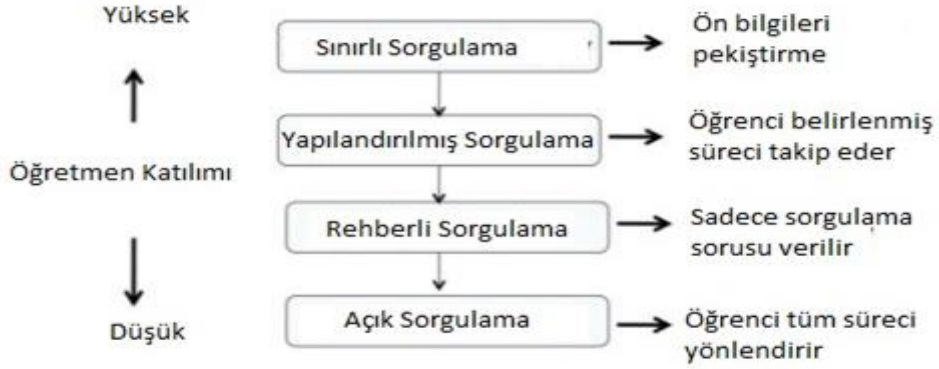 Yüksek
Sınırlı Sorgulama
Ön bilgileri
pekiştirme
Yapılandırılmış Sorgulama
Öğrenci belirlenmiş
süreci takip eder
Öğretmen Katılımı
Rehberli Sorgulama
Sadece sorgulama
sorusu verilir
Düşük
Açık Sorgulama
Öğrenci tüm süreci
yönlendirir